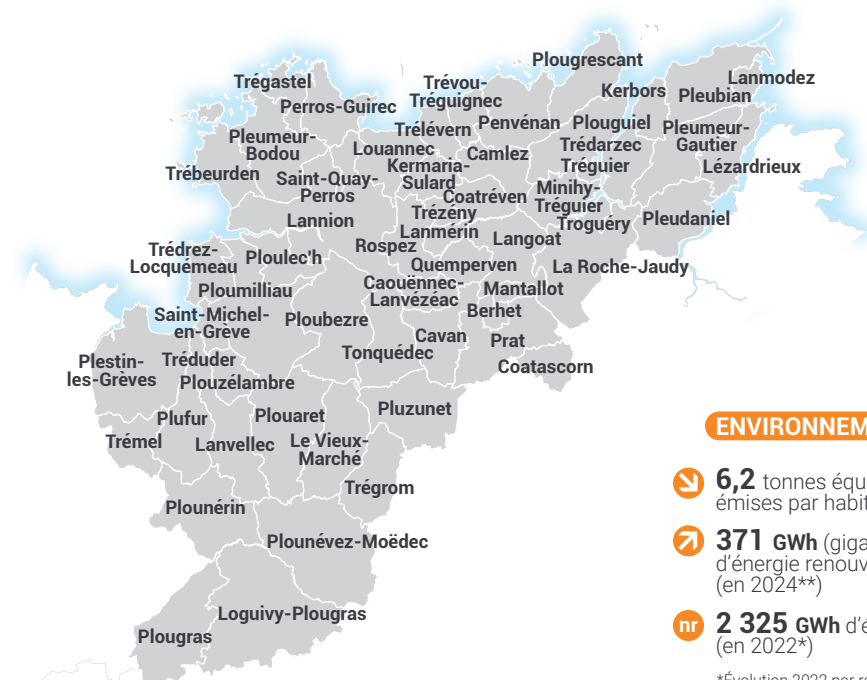 Plougrescant
Trégastel
Trévou-
Tréguignec
Kerbors
Lanmodez
Pleubian
Perros-Guirec
Trélévern
Penvénan
Plouguiel
Pleumeur-
Gautier
Pleumeur-
Bodou
Louannec
Kermaria-
Sulard
Camlez
Trédarzec
Tréguier
Lézardrieux
Trébeurden
Saint-Quay-
Perros
Coatréven
Minihy-
Tréguier
Lannion
Trézény
Lanmérin
Troguéry
Pleudaniel
Rospez
Langoat
Trédrez-
Locquémeau
Ploulec'h
Quemperven
La Roche-Jaudy
Ploumilliau
Caouënnec-
Lanvézéac
Mantallot
Berhet
Saint-Michel-
en-Grève
Ploubezre
Cavan
Prat
Tonquédec
Coatascorn
Plestin-
les-Grèves
Tréduder
Plouzélambre
Plufur
Plouaret
Pluzunet
Trémel
Lanvellec
Le Vieux-
Marché
Trégrom
Plounérin
Plounévez-Moëdec
Loguivy-Plougras
Plougras
ENVIRONNEM
6,2 tonnes équ
émises par habit
371 GWh (giga
d'énergie renouv
(en 2024**)
nr 2 325 GWh d'é
(en 2022*)
*Évolution 2022 par r